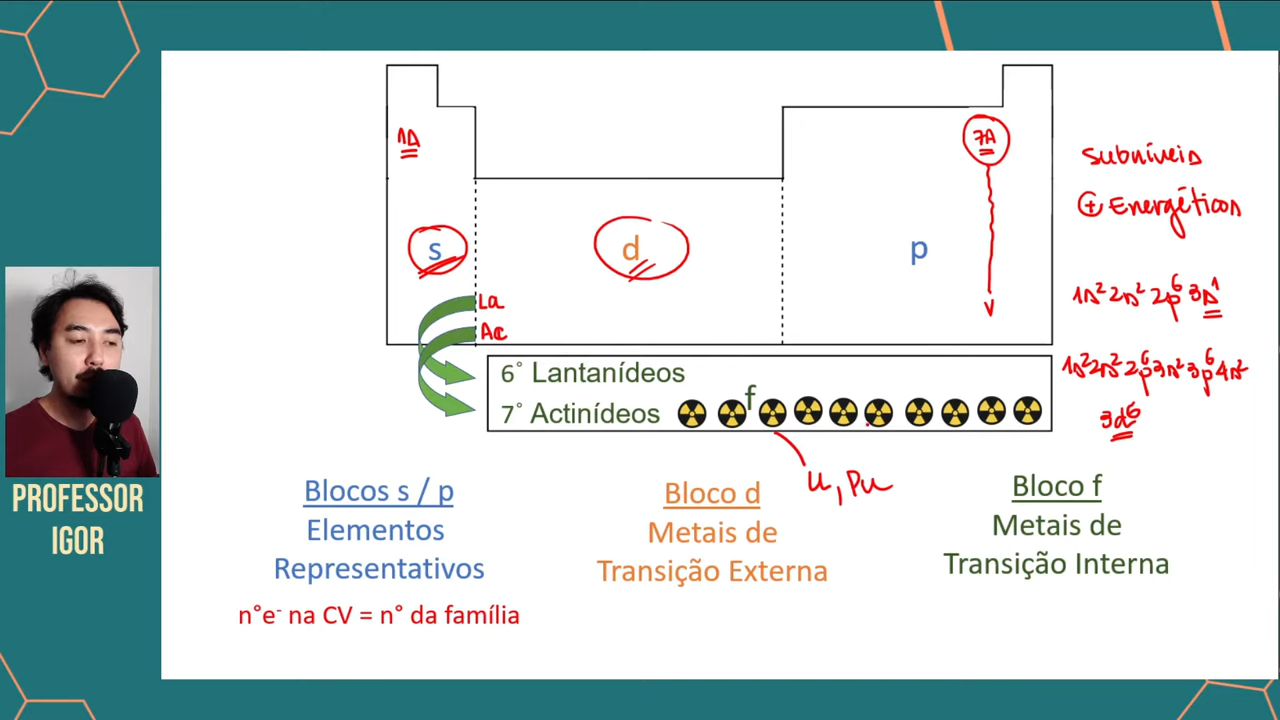 1A
7A
Subníveis
⊕ Energéticos
s
d
p
La
Ac
1s² 2s² 2p⁶ 3s¹
1s² 2s² 2p⁶ 3s² 3p⁶ 4s²
3d⁶
6° Lantanídeos
f
7° Actinídeos
U, Pu
PROFESSOR
IGOR
Blocos s / p
Elementos
Representativos
n°e⁻ na CV = n° da família
Bloco d
Metais de
Transição Externa
Bloco f
Metais de
Transição Interna